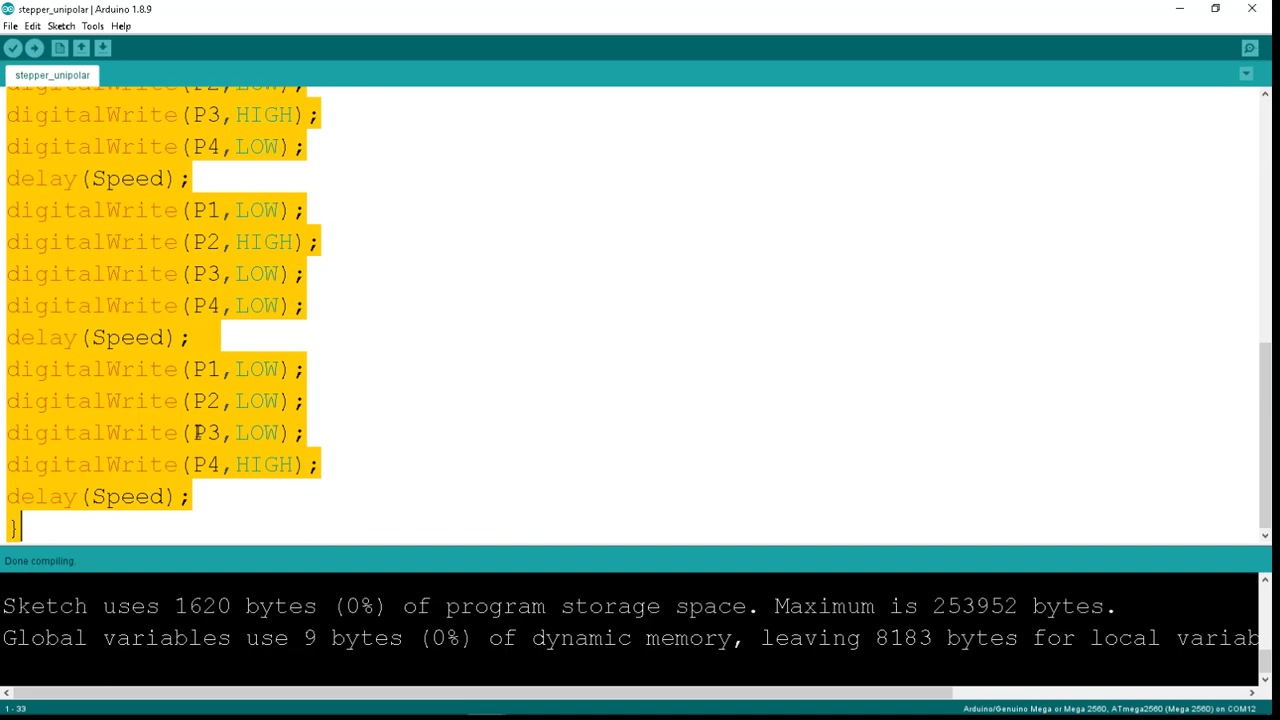 stepper_unipolar | Arduino 1.8.9
File Edit Sketch Tools Help
stepper_unipolar
digitalWrite(P2,LOW);
digitalWrite(P3,HIGH);
digitalWrite(P4,LOW);
delay(Speed);
digitalWrite(P1,LOW);
digitalWrite(P2,HIGH);
digitalWrite(P3,LOW);
digitalWrite(P4,LOW);
delay(Speed);
digitalWrite(P1,LOW);
digitalWrite(P2,LOW);
digitalWrite(P3,LOW);
digitalWrite(P4,HIGH);
delay(Speed);
}
Done compiling.
Sketch uses 1620 bytes (0%) of program storage space. Maximum is 253952 bytes.
Global variables use 9 bytes (0%) of dynamic memory, leaving 8183 bytes for local variab
1 - 33 Arduino/Genuino Mega or Mega 2560, ATmega2560 (Mega 2560) on COM12